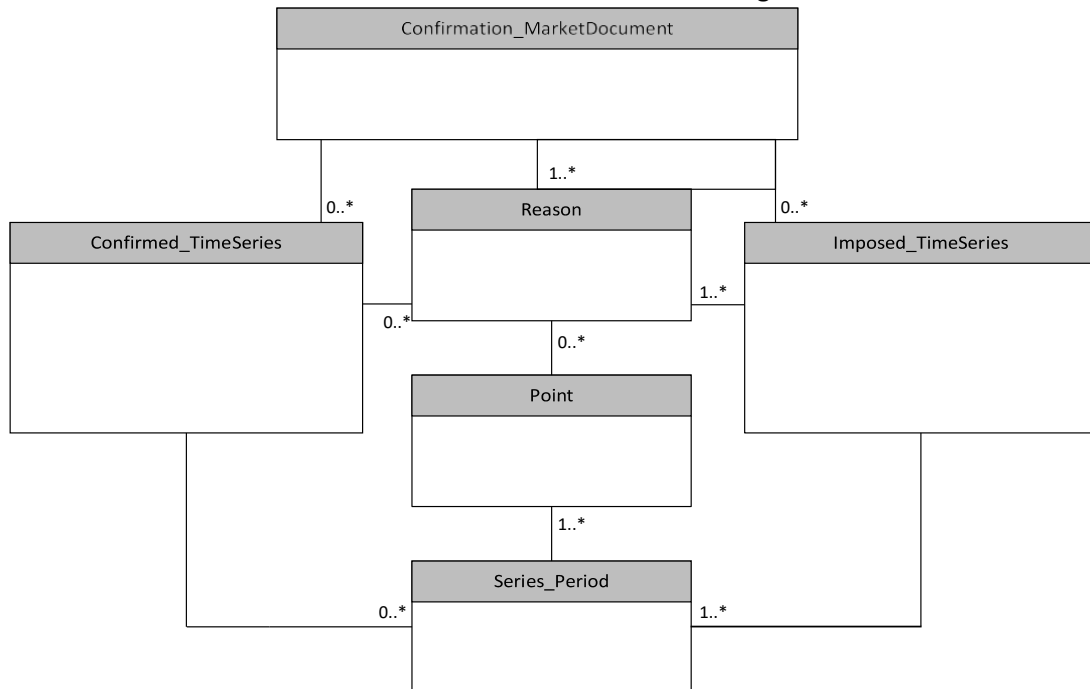 Confirmation_MarketDocument
1..*
0..*
0..*
Reason
Confirmed_TimeSeries
Imposed_TimeSeries
1..*
0..*
0..*
Point
1..*
Series_Period
0..*
1..*